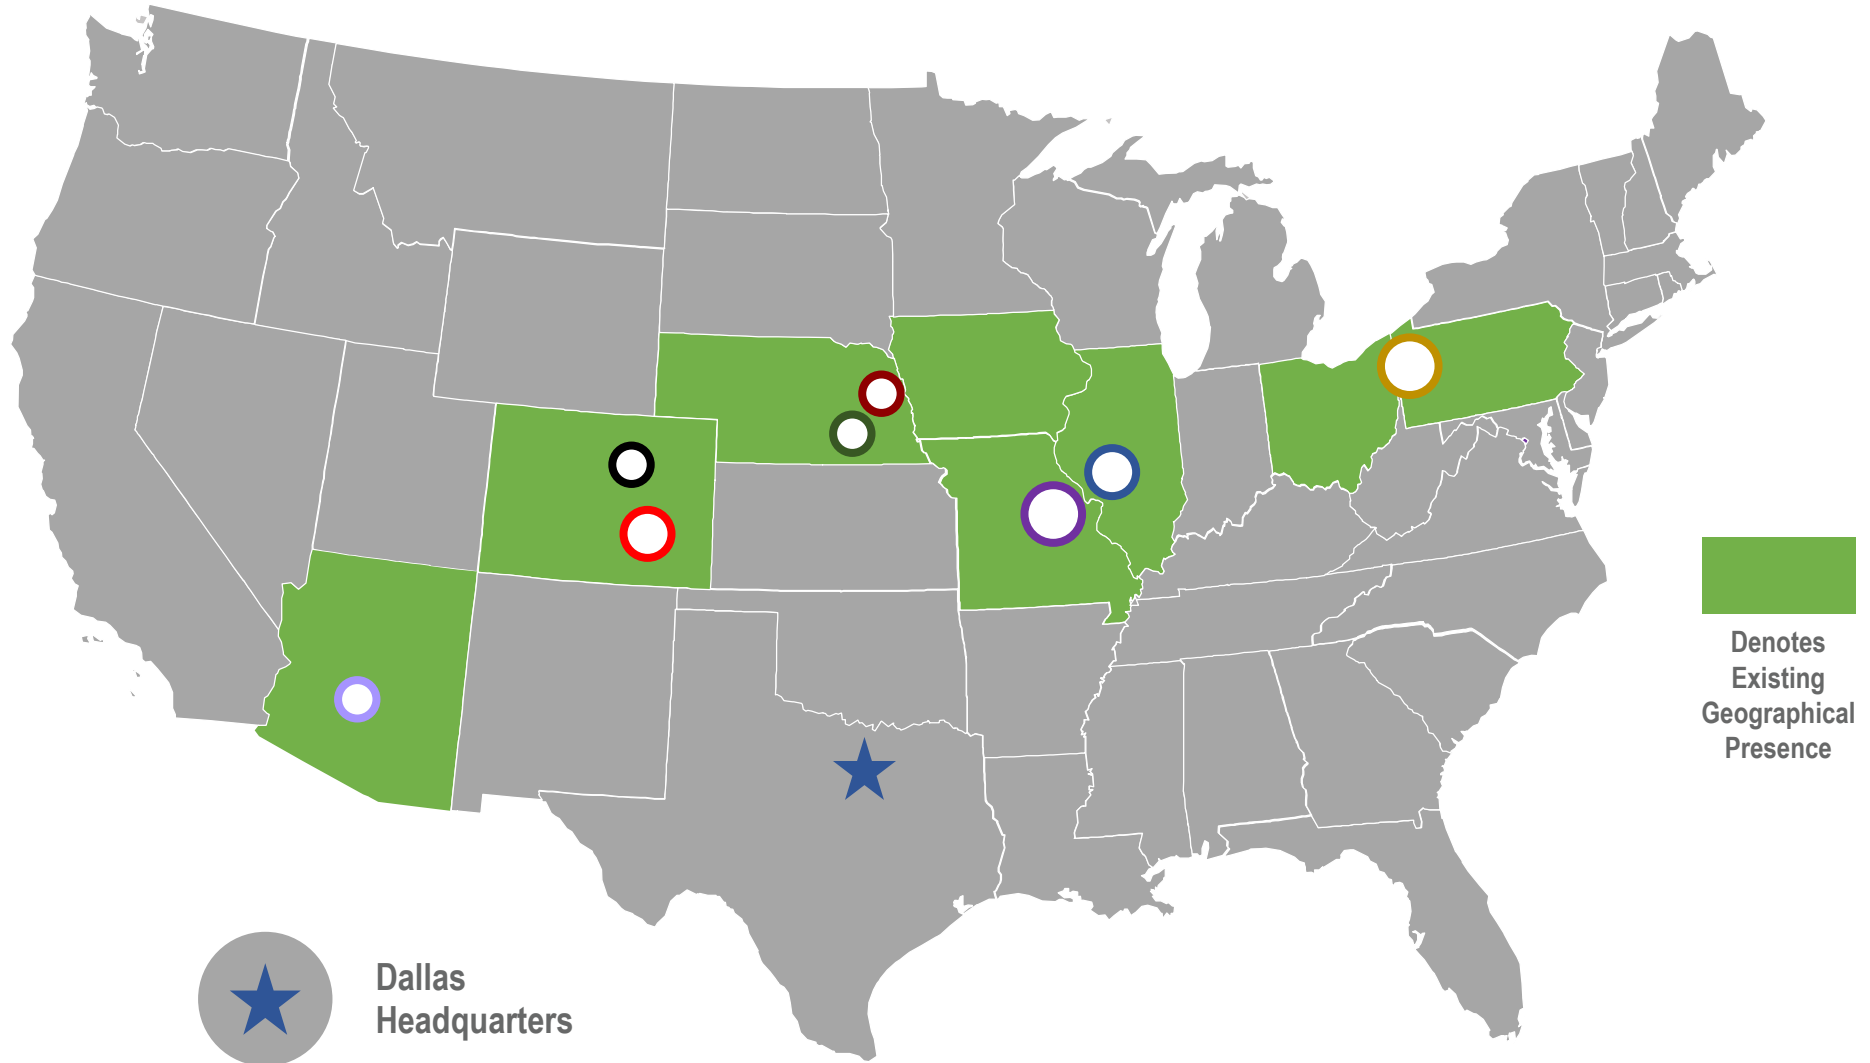 Denotes
Existing
Geographical
Presence
Dallas
Headquarters